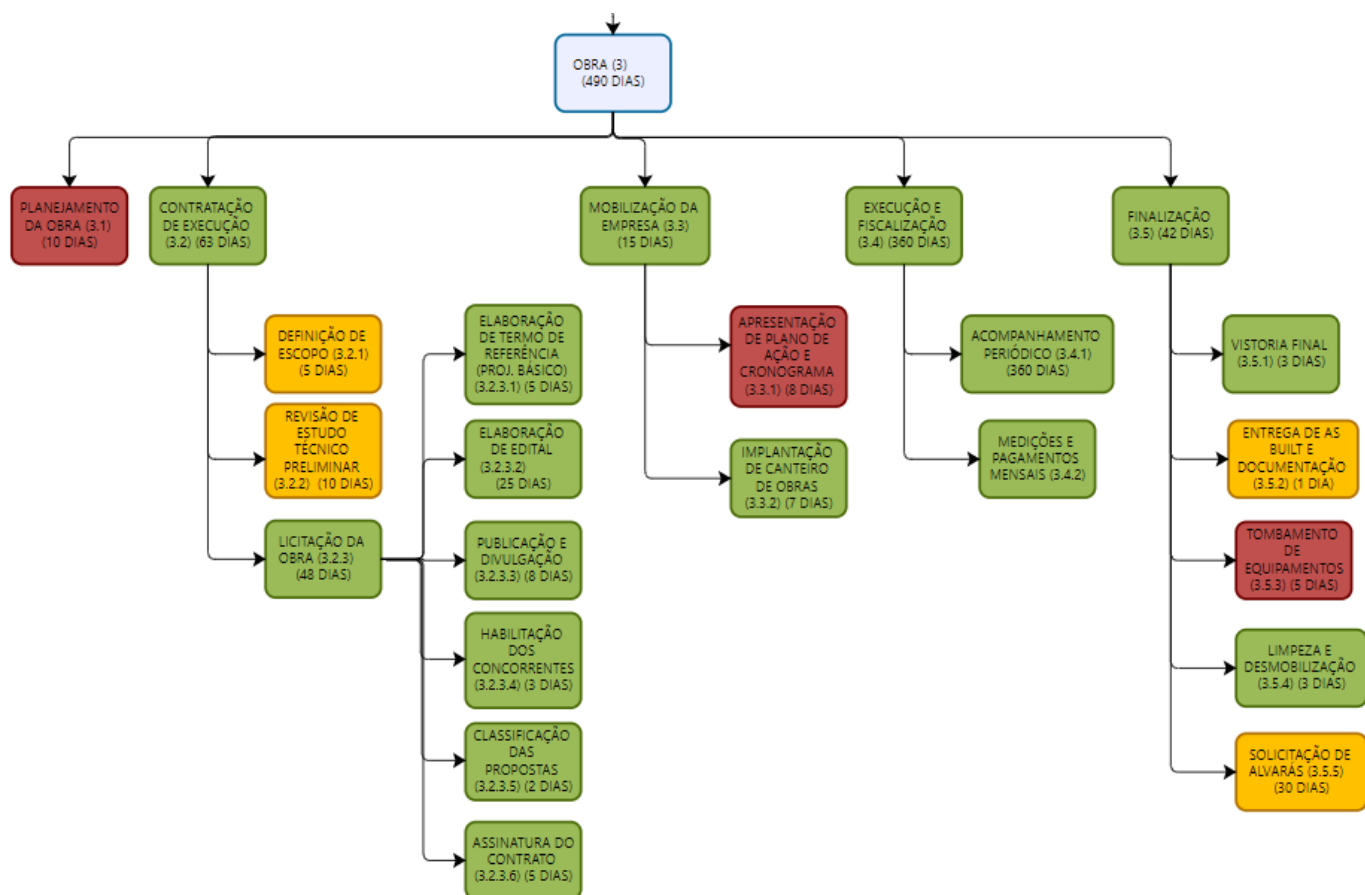 OBRA (3)
(490 DIAS)
PLANEJAMENTO
DA OBRA (3.1)
(10 DIAS)
CONTRATAÇÃO
DE EXECUÇÃO
(3.2) (63 DIAS)
MOBILIZAÇÃO DA
EMPRESA (3.3)
(15 DIAS)
EXECUÇÃO E
FISCALIZAÇÃO
(3.4) (360 DIAS)
FINALIZAÇÃO
(3.5) (42 DIAS)
DEFINIÇÃO DE
ESCOPO (3.2.1)
(5 DIAS)
REVISÃO DE
ESTUDO
TÉCNICO
PRELIMINAR
(3.2.2) (10 DIAS)
LICITAÇÃO DA
OBRA (3.2.3)
(48 DIAS)
ELABORAÇÃO
DE TERMO DE
REFERÊNCIA
(PROJ. BÁSICO)
(3.2.3.1) (5 DIAS)
ELABORAÇÃO
DE EDITAL
(3.2.3.2)
(25 DIAS)
PUBLICAÇÃO E
DIVULGAÇÃO
(3.2.3.3) (8 DIAS)
HABILITAÇÃO
DOS
CONCORRENTES
(3.2.3.4) (3 DIAS)
CLASSIFICAÇÃO
DAS
PROPOSTAS
(3.2.3.5) (2 DIAS)
ASSINATURA DO
CONTRATO
(3.2.3.6) (5 DIAS)
APRESENTAÇÃO
DE PLANO DE
AÇÃO E
CRONOGRAMA
(3.3.1) (8 DIAS)
IMPLANTAÇÃO
DE CANTEIRO
DE OBRAS
(3.3.2) (7 DIAS)
ACOMPANHAMENTO
PERIÓDICO (3.4.1)
(360 DIAS)
MEDIÇÕES E
PAGAMENTOS
MENSAIS (3.4.2)
VISTORIA FINAL
(3.5.1) (3 DIAS)
ENTREGA DE AS
BUILT E
DOCUMENTAÇÃO
(3.5.2) (1 DIA)
TOMBAMENTO
DE
EQUIPAMENTOS
(3.5.3) (5 DIAS)
LIMPEZA E
DESMOBILIZAÇÃO
(3.5.4) (3 DIAS)
SOLICITAÇÃO DE
ALVARÁS (3.5.5)
(30 DIAS)